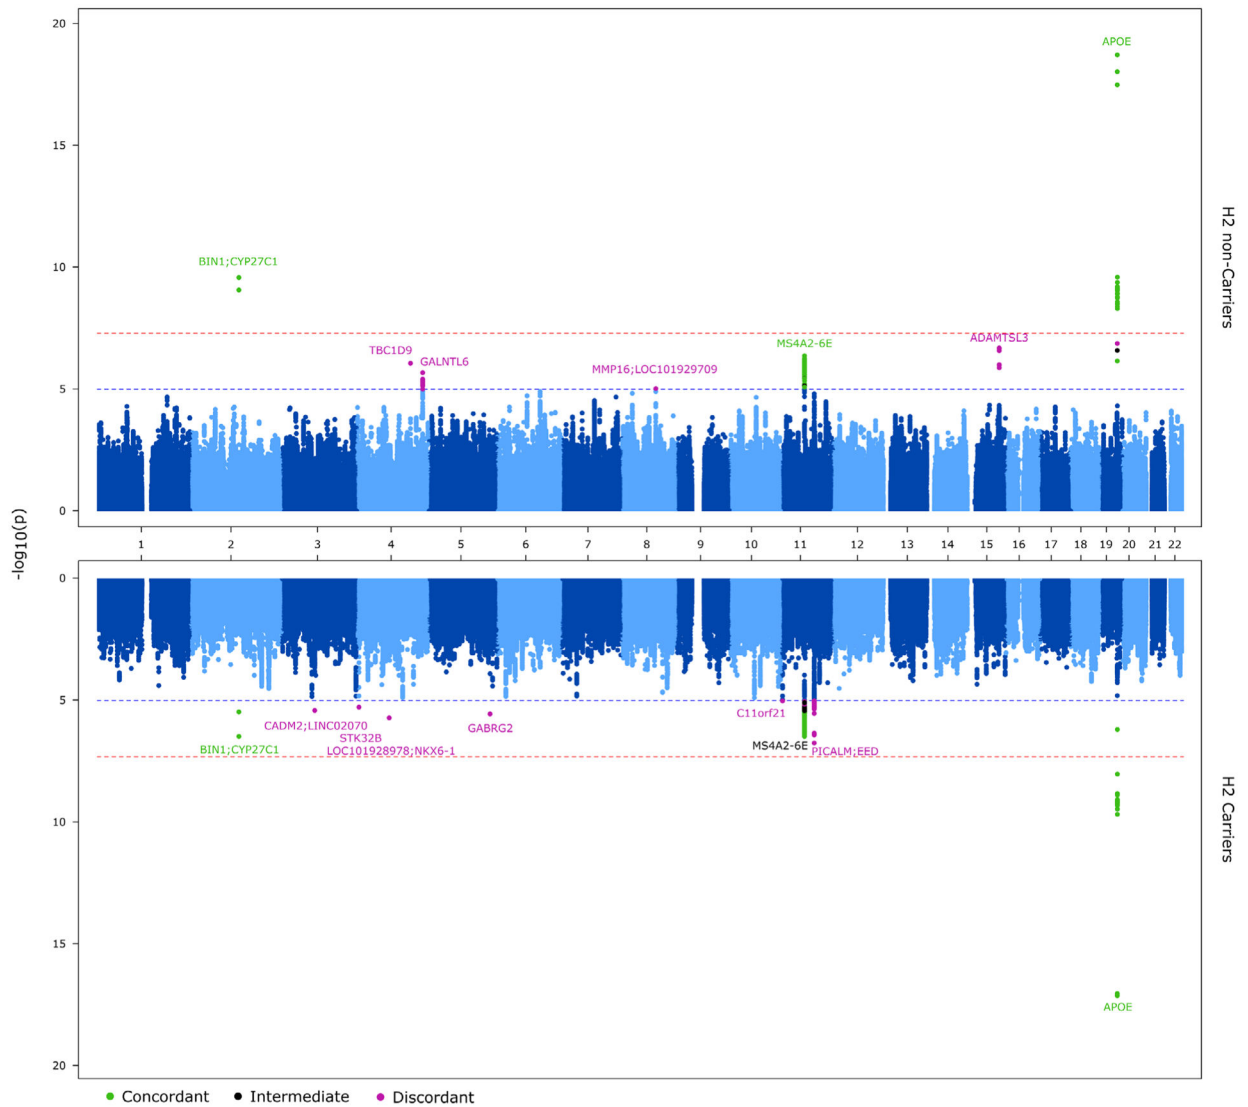 20
APOE
15
BIN1;CYP27C1
10
H2 non-Carriers
ADAMTSL3
MS4A2-6E
TBC1D9
GALNTL6
MMP16;LOC101929709
5
0
-log10(p)
1 2 3 4 5 6 7 8 9 10 11 12 13 14 15 16 17 18 19 20 21 22
0
5
C11orf21
CADM2;LINC02070
GABRG2
STK32B
MS4A2-6E
BIN1;CYP27C1
LOC101928978;NKX6-1
PICALM;EED
H2 Carriers
10
15
APOE
20
Concordant Intermediate Discordant